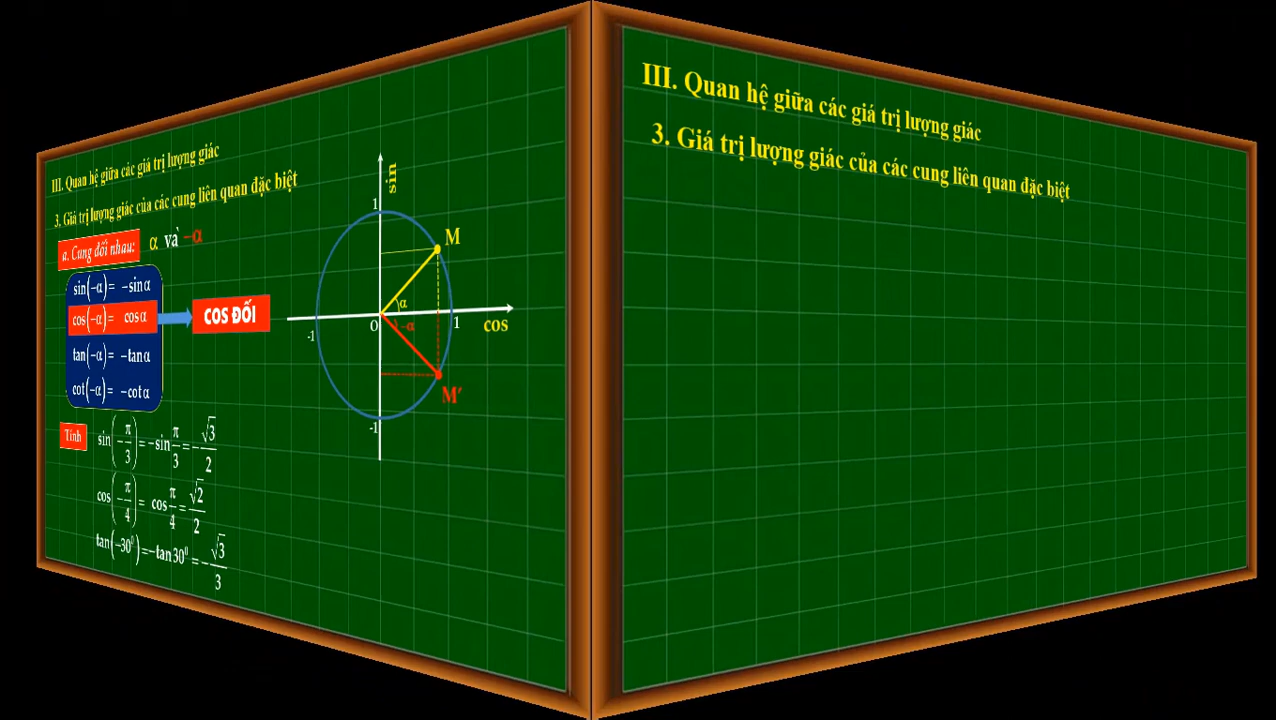 III. Quan hệ giữa các giá trị lượng giác
3. Giá trị lượng giác của các cung liên quan đặc biệt
a. Cung đối nhau: α và −α
sin(−α)= −sinα
cos(−α)= cosα
COS ĐỐI
tan(−α)= −tanα
cot(−α)= −cotα
Tính
sin(−π/3)=−sin π/3=−√3/2
cos(−π/4)= cos π/4=√2/2
tan(−30⁰)=−tan30⁰=−√3/3
sin
1
M
α
O
−α
1
cos
-1
M′
-1
III. Quan hệ giữa các giá trị lượng giác
3. Giá trị lượng giác của các cung liên quan đặc biệt